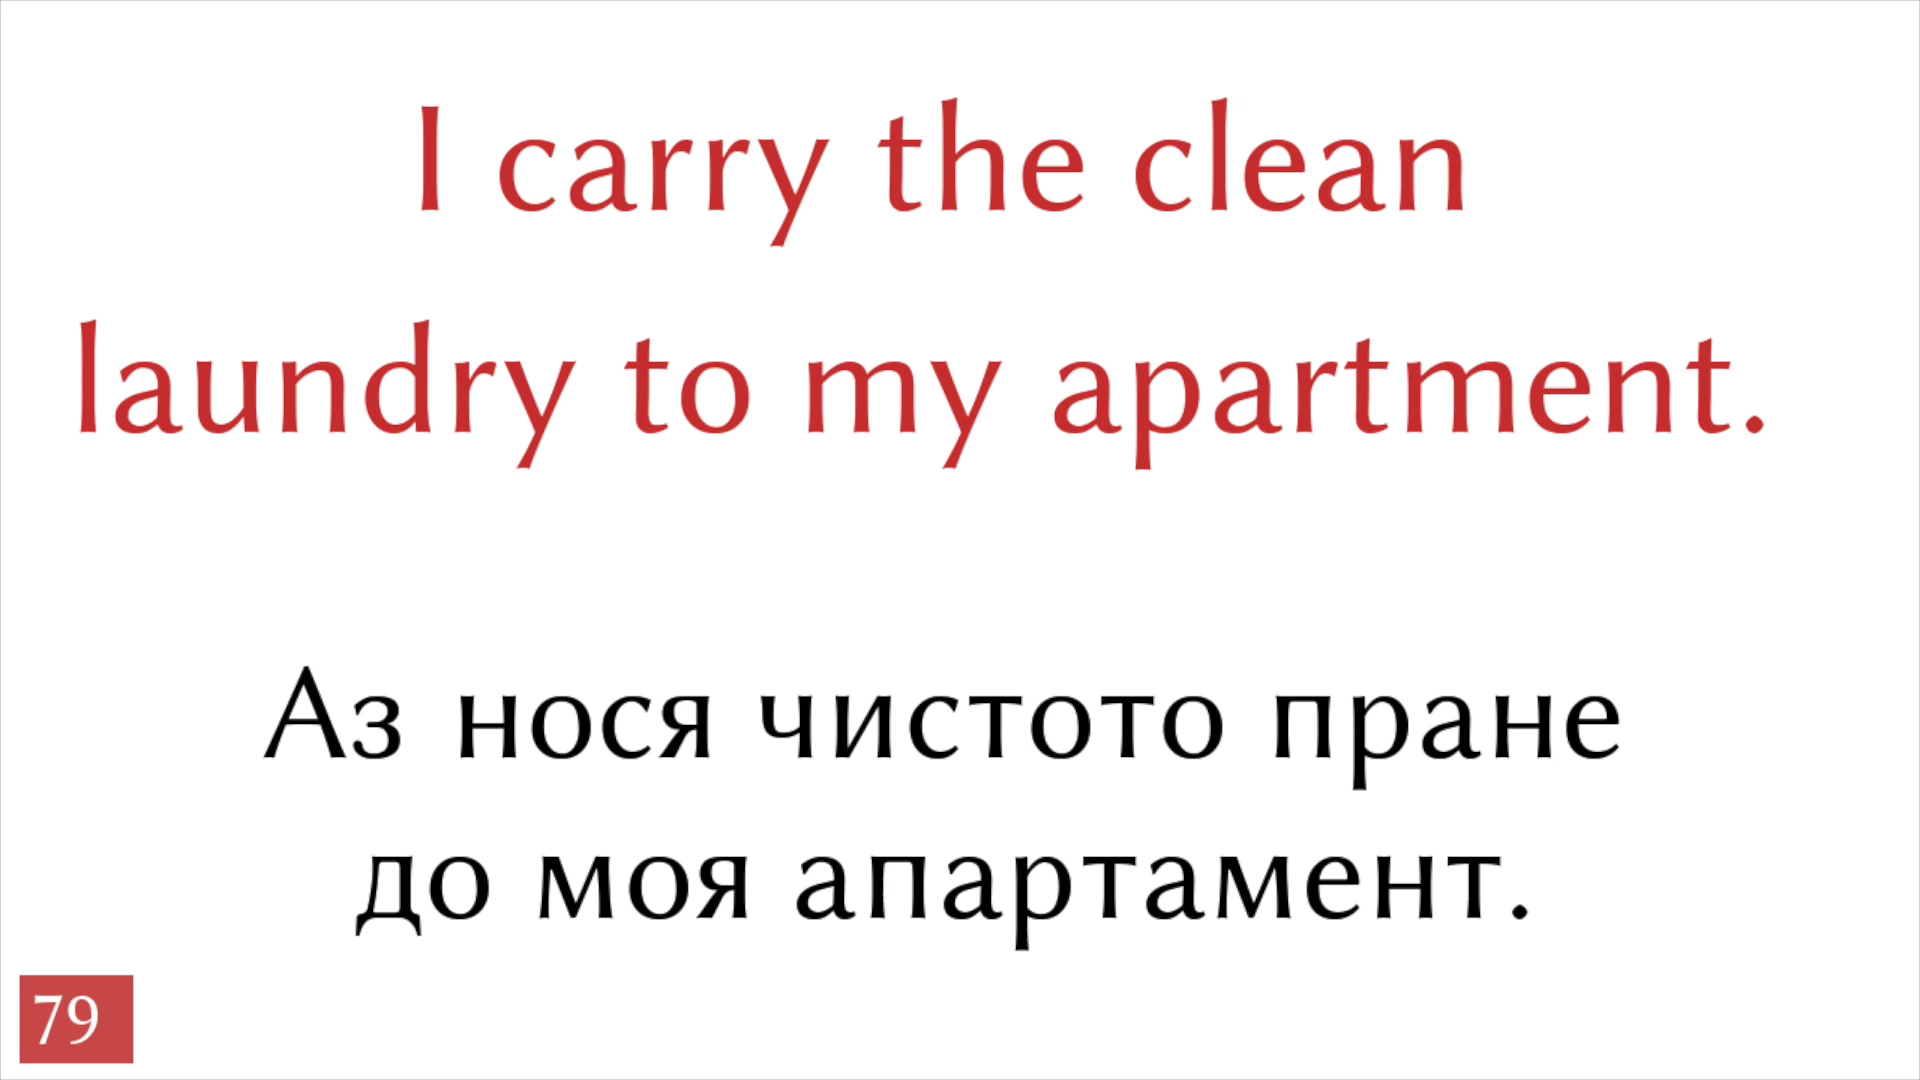 I carry the clean
laundry to my apartment.
Аз нося чистото пране
до моя апартамент.
79